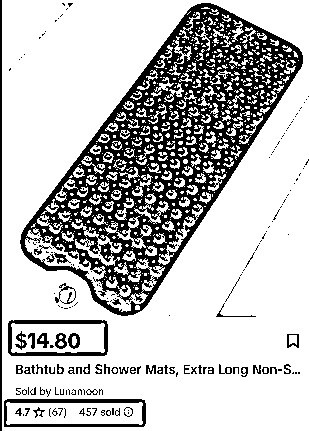 $14.80
Bathtub and Shower Mats, Extra Long Non-S...
Sold by Lunamoon
4.7 ☆ (67) 457 sold ⓘ